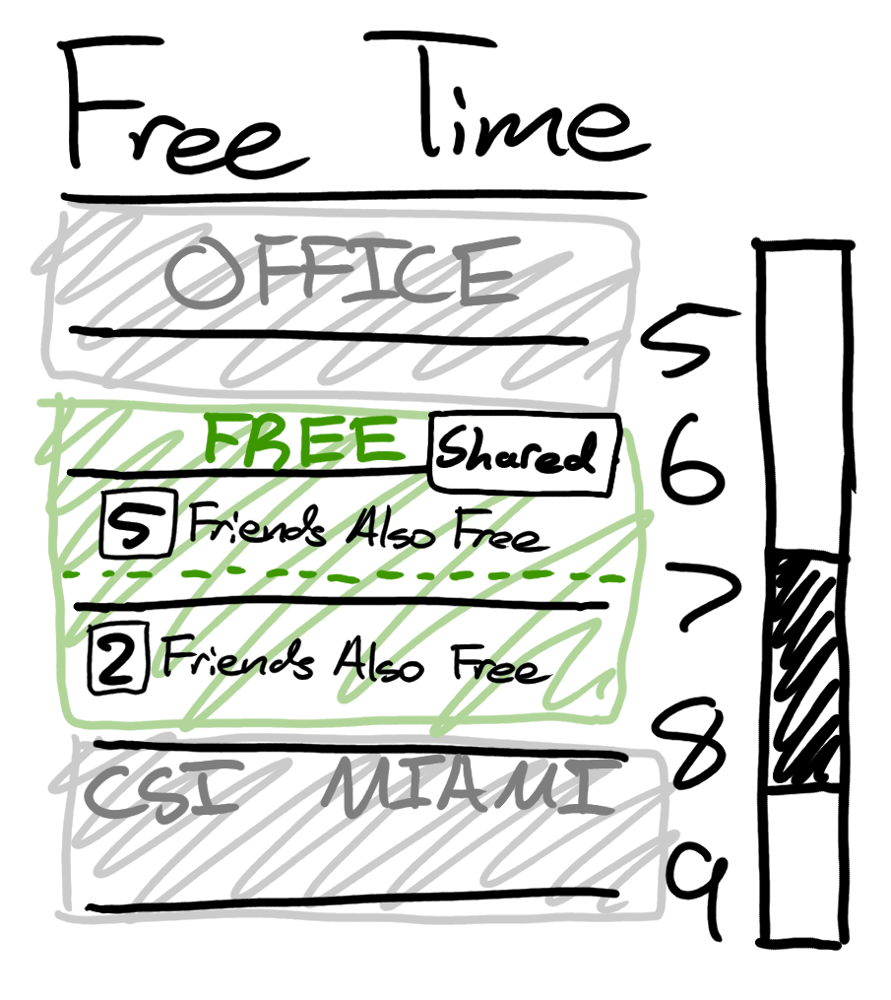 Free Time
OFFICE
5
FREE
Shared
6
5 Friends Also Free
7
2 Friends Also Free
8
CSI MIAMI
9